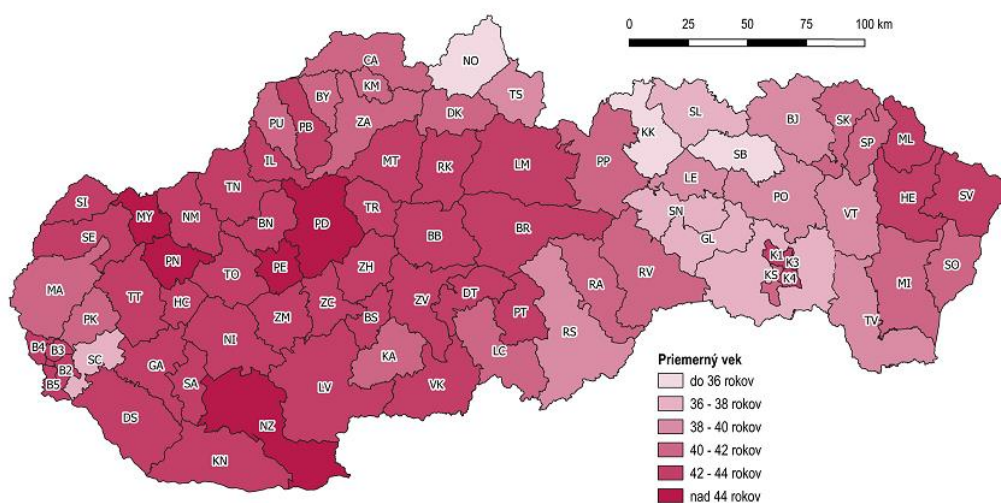 0 25 50 75 100 km
NO
CA
KM
TS
BY
PU
PB
ZA
DK
KK
SL
BJ
SK
SP
ML
IL
MT
RK
LM
PP
SB
LE
PO
HE
SV
TN
SI
MY
NM
BN
PD
TR
SN
VT
SE
BB
BR
GL
PN
TO
PE
ZH
K1
K3
K5
K4
SO
RV
RA
MI
MA
TT
HC
ZC
ZV
DT
PK
ZM
BS
PT
TV
B4
B3
SC
NI
RS
B2
B5
GA
KA
LC
SA
LV
VK
DS
NZ
KN
Priemerný vek
do 36 rokov
36 - 38 rokov
38 - 40 rokov
40 - 42 rokov
42 - 44 rokov
nad 44 rokov